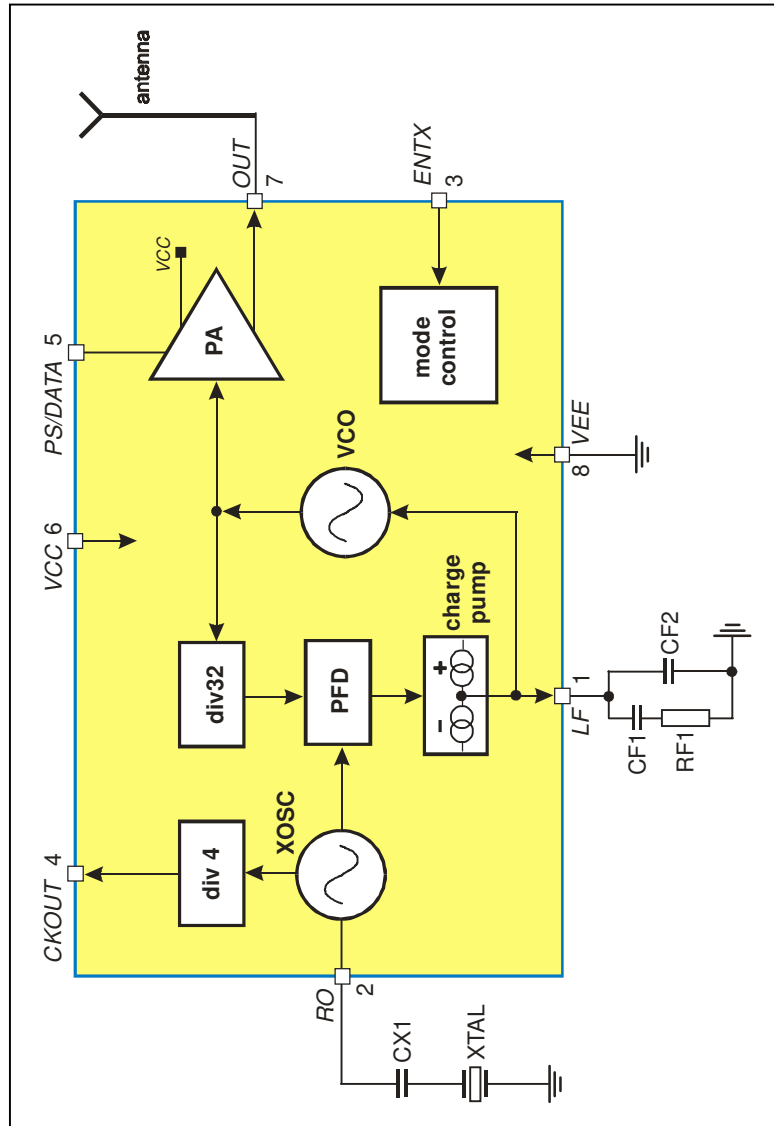 antenna
OUT
7
ENTX
3
VCC
PS/DATA 5
PA
mode
control
VCC 6
VCO
VEE
8
div32
PFD
charge
pump
+
−
LF 1
CF1
CF2
RF1
CKOUT 4
div 4
XOSC
RO
2
CX1
XTAL